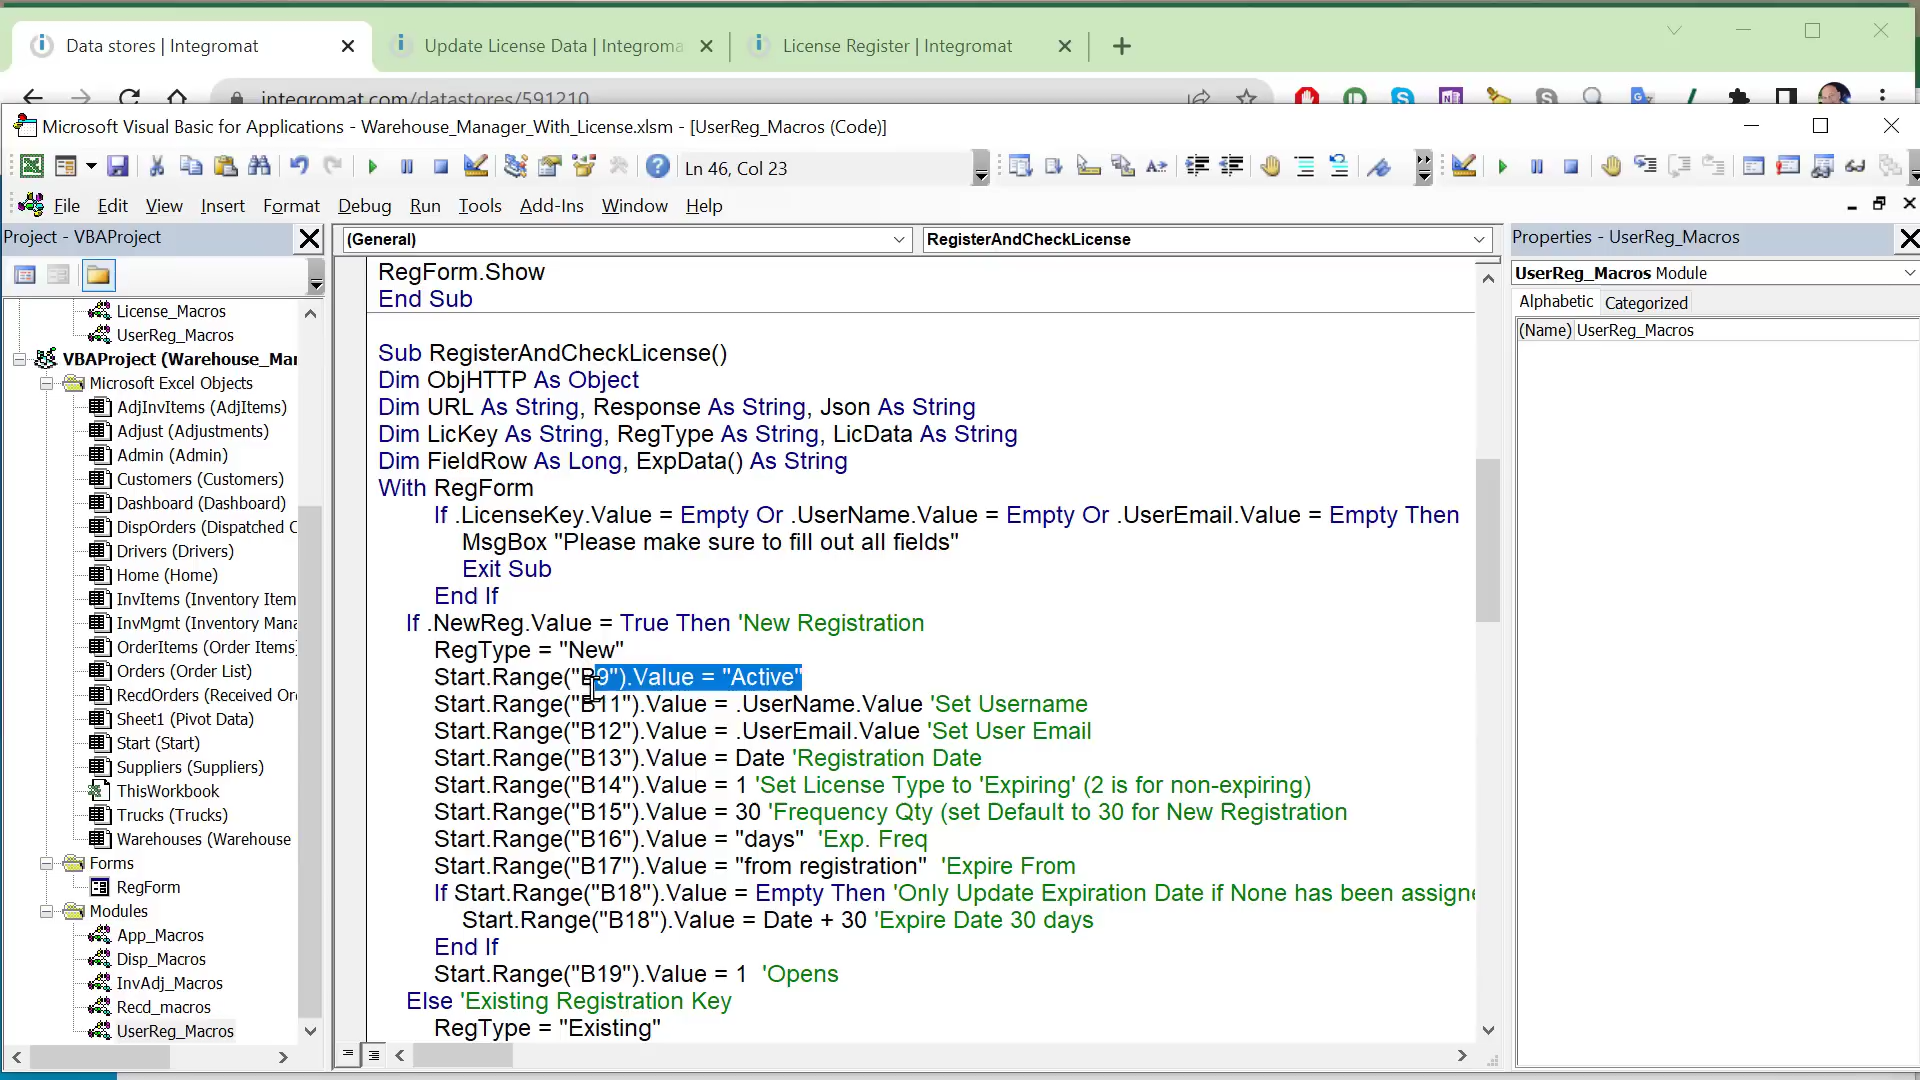 Data stores | Integromat
Update License Data | Integroma
License Register | Integromat
integromat.com/datastores/591210
Microsoft Visual Basic for Applications - Warehouse_Manager_With_License.xlsm - [UserReg_Macros (Code)]
Ln 46, Col 23
File Edit View Insert Format Debug Run Tools Add-Ins Window Help
Project - VBAProject
License_Macros
UserReg_Macros
VBAProject (Warehouse_Mar
Microsoft Excel Objects
AdjInvItems (AdjItems)
Adjust (Adjustments)
Admin (Admin)
Customers (Customers)
Dashboard (Dashboard)
DispOrders (Dispatched C
Drivers (Drivers)
Home (Home)
InvItems (Inventory Item
InvMgmt (Inventory Mana
OrderItems (Order Items)
Orders (Order List)
RecdOrders (Received Or
Sheet1 (Pivot Data)
Start (Start)
Suppliers (Suppliers)
ThisWorkbook
Trucks (Trucks)
Warehouses (Warehouse
Forms
RegForm
Modules
App_Macros
Disp_Macros
InvAdj_Macros
Recd_macros
UserReg_Macros
(General)
RegisterAndCheckLicense
RegForm.Show
End Sub
Sub RegisterAndCheckLicense()
Dim ObjHTTP As Object
Dim URL As String, Response As String, Json As String
Dim LicKey As String, RegType As String, LicData As String
Dim FieldRow As Long, ExpData() As String
With RegForm
If .LicenseKey.Value = Empty Or .UserName.Value = Empty Or .UserEmail.Value = Empty Then
MsgBox "Please make sure to fill out all fields"
Exit Sub
End If
If .NewReg.Value = True Then 'New Registration
RegType = "New"
Start.Range("B9").Value = "Active"
Start.Range("B11").Value = .UserName.Value 'Set Username
Start.Range("B12").Value = .UserEmail.Value 'Set User Email
Start.Range("B13").Value = Date 'Registration Date
Start.Range("B14").Value = 1 'Set License Type to 'Expiring' (2 is for non-expiring)
Start.Range("B15").Value = 30 'Frequency Qty (set Default to 30 for New Registration
Start.Range("B16").Value = "days" 'Exp. Freq
Start.Range("B17").Value = "from registration" 'Expire From
If Start.Range("B18").Value = Empty Then 'Only Update Expiration Date if None has been assigne
Start.Range("B18").Value = Date + 30 'Expire Date 30 days
End If
Start.Range("B19").Value = 1 'Opens
Else 'Existing Registration Key
RegType = "Existing"
Properties - UserReg_Macros
UserReg_Macros Module
Alphabetic Categorized
(Name) UserReg_Macros